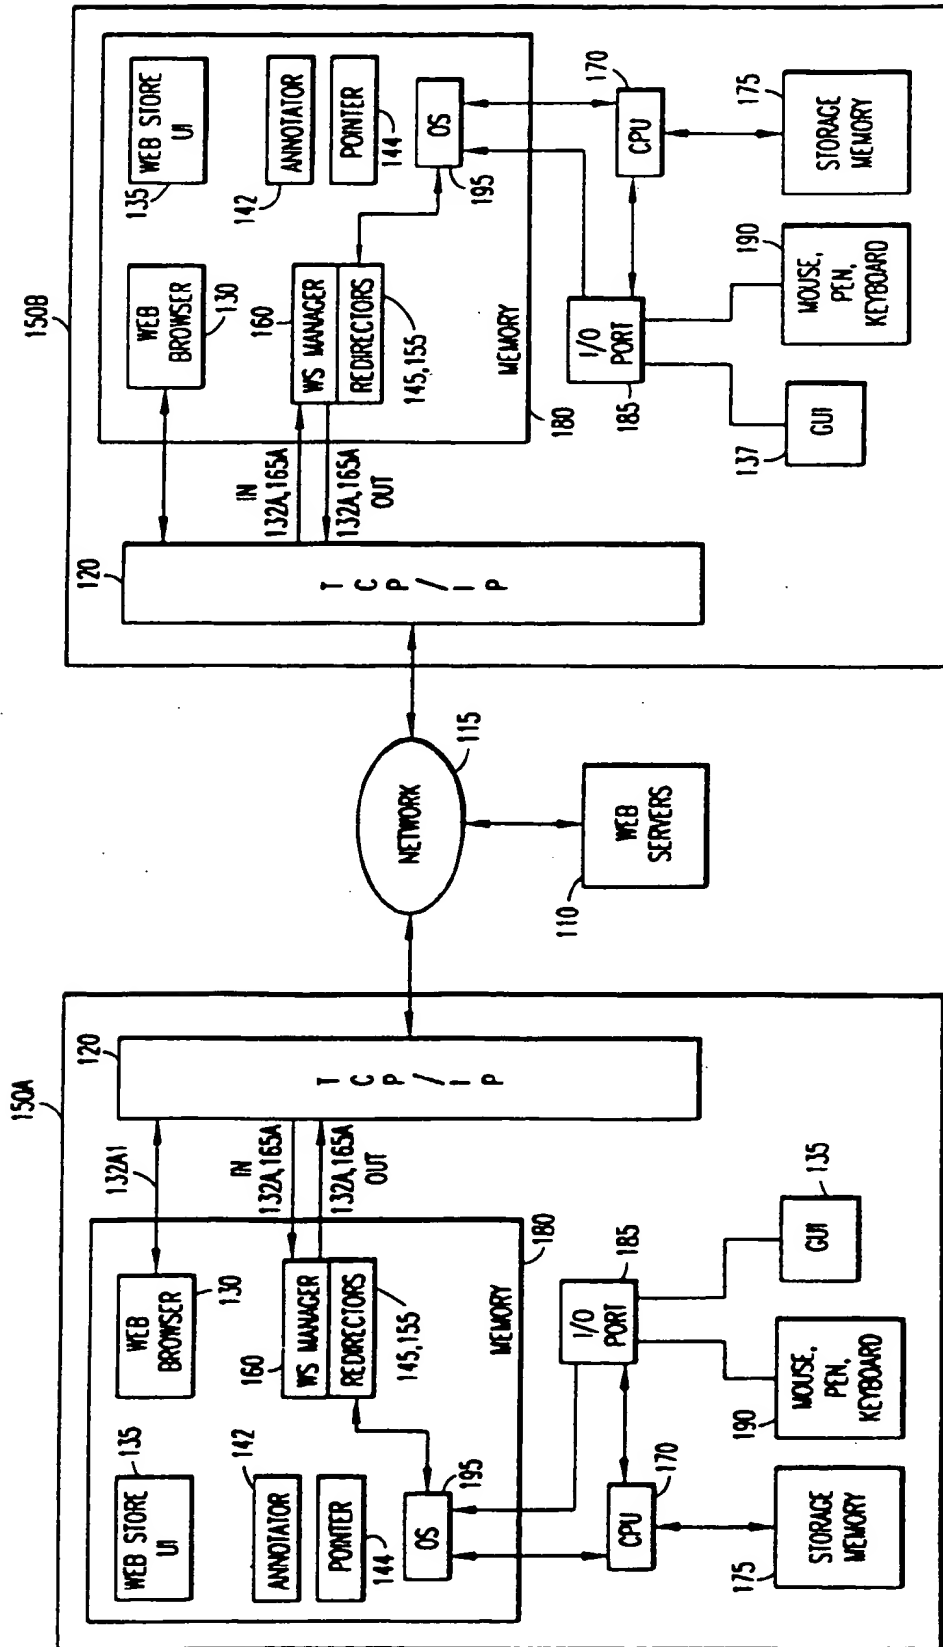 150A
132A1
120
135
WEB STORE
UI
WEB
BROWSER
130
142
ANNOTATOR
POINTER
144
160
WS MANAGER
REDIRECTORS
145,155
IN
132A,165A
132A,165A
OUT
TCP/IP
OS
195
MEMORY
180
I/O
PORT
185
CPU
170
GUI
135
190
MOUSE,
PEN,
KEYBOARD
175
STORAGE
MEMORY
NETWORK
115
110
WEB
SERVERS
150B
120
TCP/IP
WEB
BROWSER
130
135
WEB STORE
UI
IN
132A,165A
132A,165A
OUT
160
WS MANAGER
REDIRECTORS
145,155
142
ANNOTATOR
POINTER
144
OS
195
MEMORY
180
I/O
PORT
185
CPU
170
137
GUI
190
MOUSE,
PEN,
KEYBOARD
175
STORAGE
MEMORY